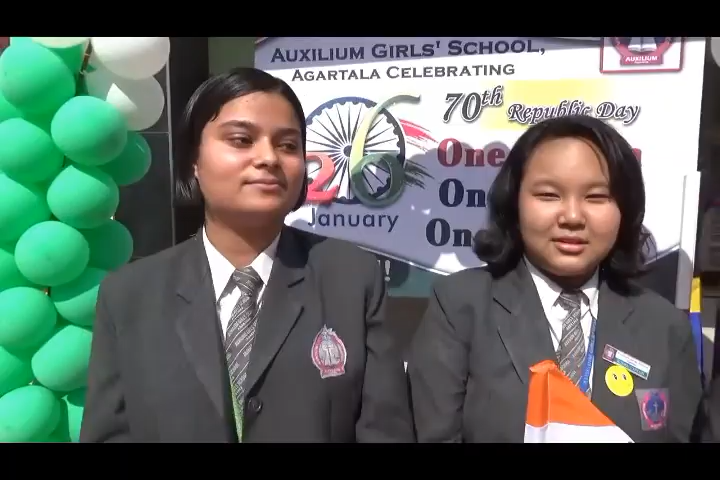 AUXILIUM GIRLS' SCHOOL,
AGARTALA CELEBRATING
AUXILIUM
70th Republic Day
26
January
One
On
On